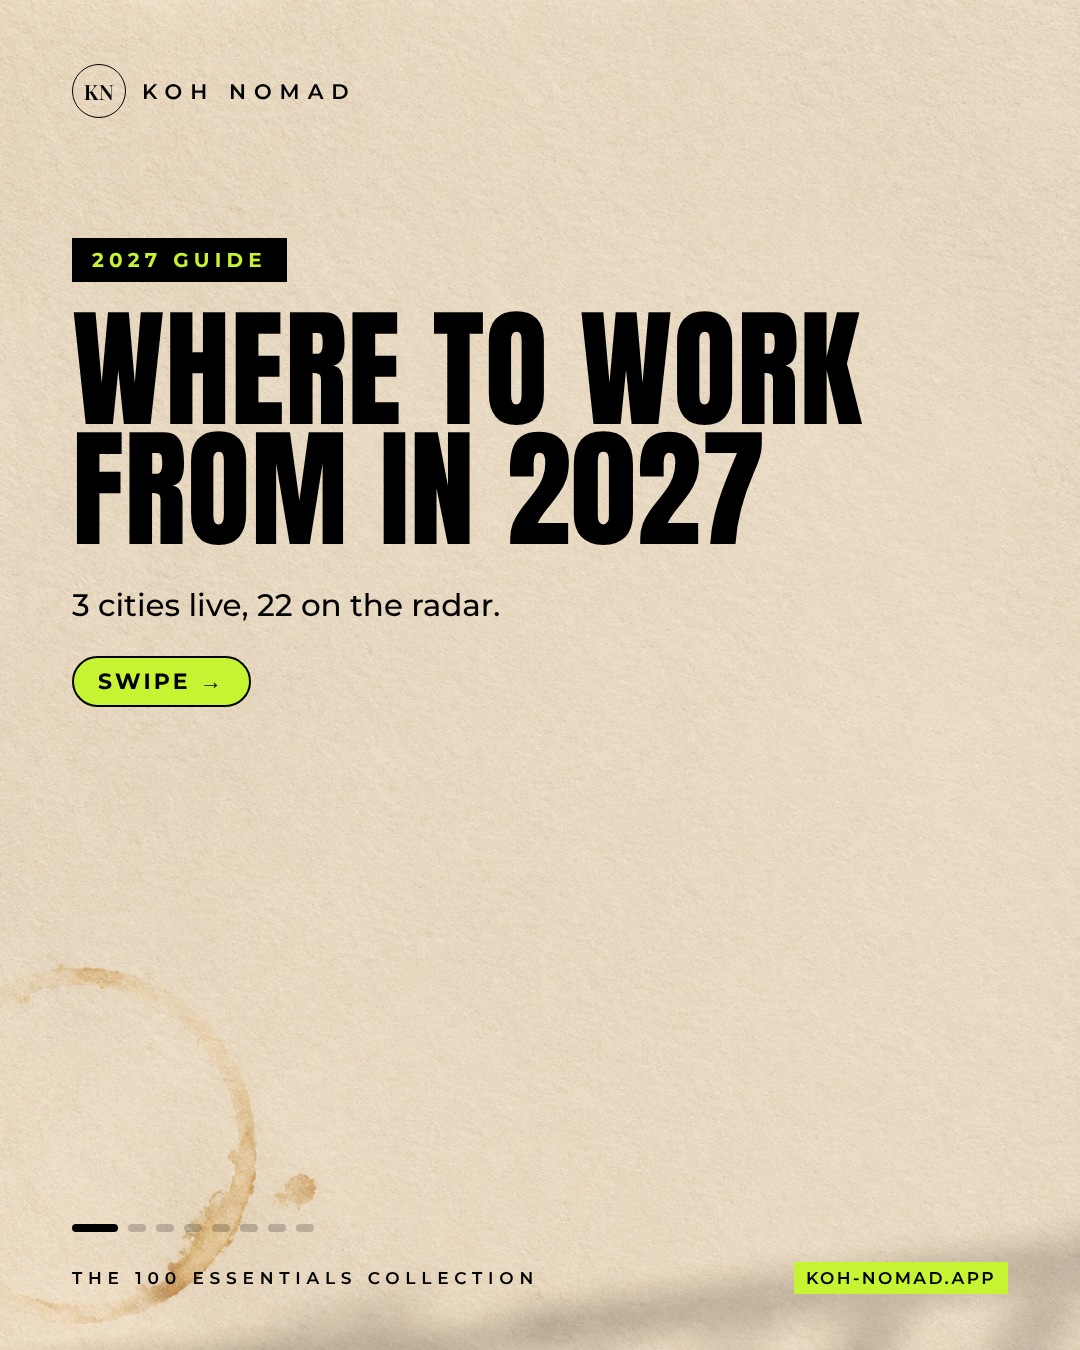 KN KOH NOMAD
2027 GUIDE
WHERE TO WORK
FROM IN 2027
3 cities live, 22 on the radar.
SWIPE →
THE 100 ESSENTIALS COLLECTION
KOH-NOMAD.APP